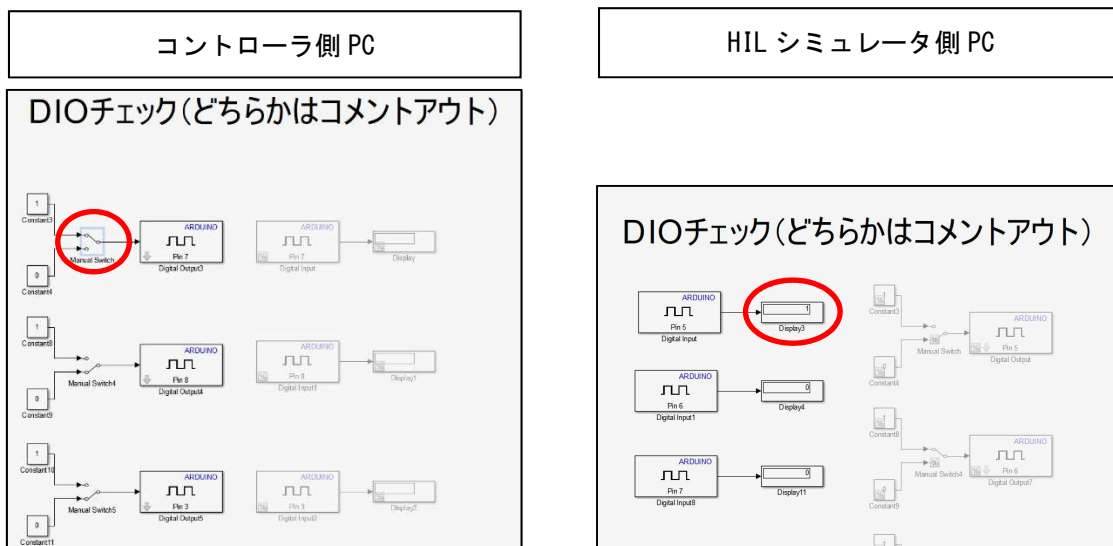 コントローラ側 PC
DIOチェック(どちらかはコメントアウト)
1
Constant3
Manual Switch
0
Constant4
ARDUINO
Pin 7
Digital Output3
ARDUINO
Pin 7
Digital Input
Display
1
Constant8
Manual Switch4
0
Constant9
ARDUINO
Pin 8
Digital Output4
ARDUINO
Pin 8
Digital Input1
Display1
1
Constant10
Manual Switch5
0
Constant11
ARDUINO
Pin 3
Digital Output5
ARDUINO
Pin 3
Digital Input2
Display2
HIL シミュレータ側 PC
DIOチェック(どちらかはコメントアウト)
ARDUINO
Pin 5
Digital Input
1
Display3
Constant3
Manual Switch
Constant4
ARDUINO
Pin 5
Digital Output
ARDUINO
Pin 6
Digital Input1
0
Display4
Constant8
Manual Switch4
Constant9
ARDUINO
Pin 6
Digital Output7
ARDUINO
Pin 7
Digital Input8
0
Display11